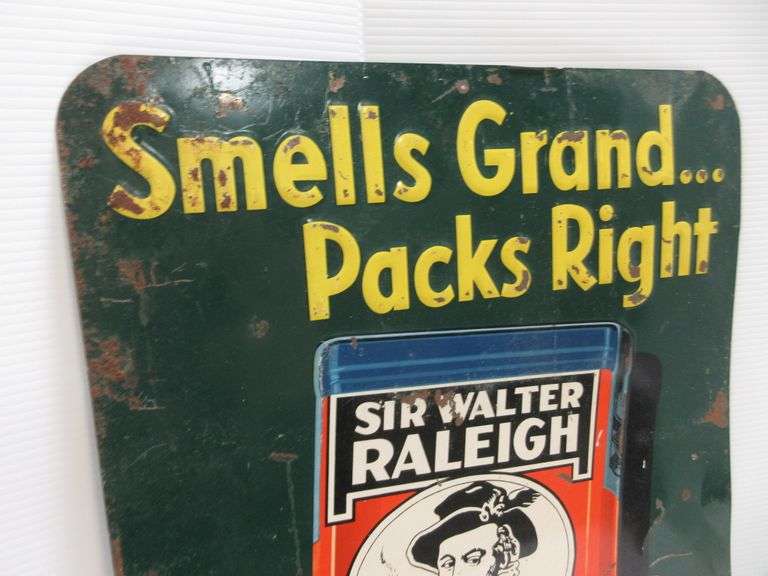 Smells Grand...
Packs Right
SIR WALTER
RALEIGH